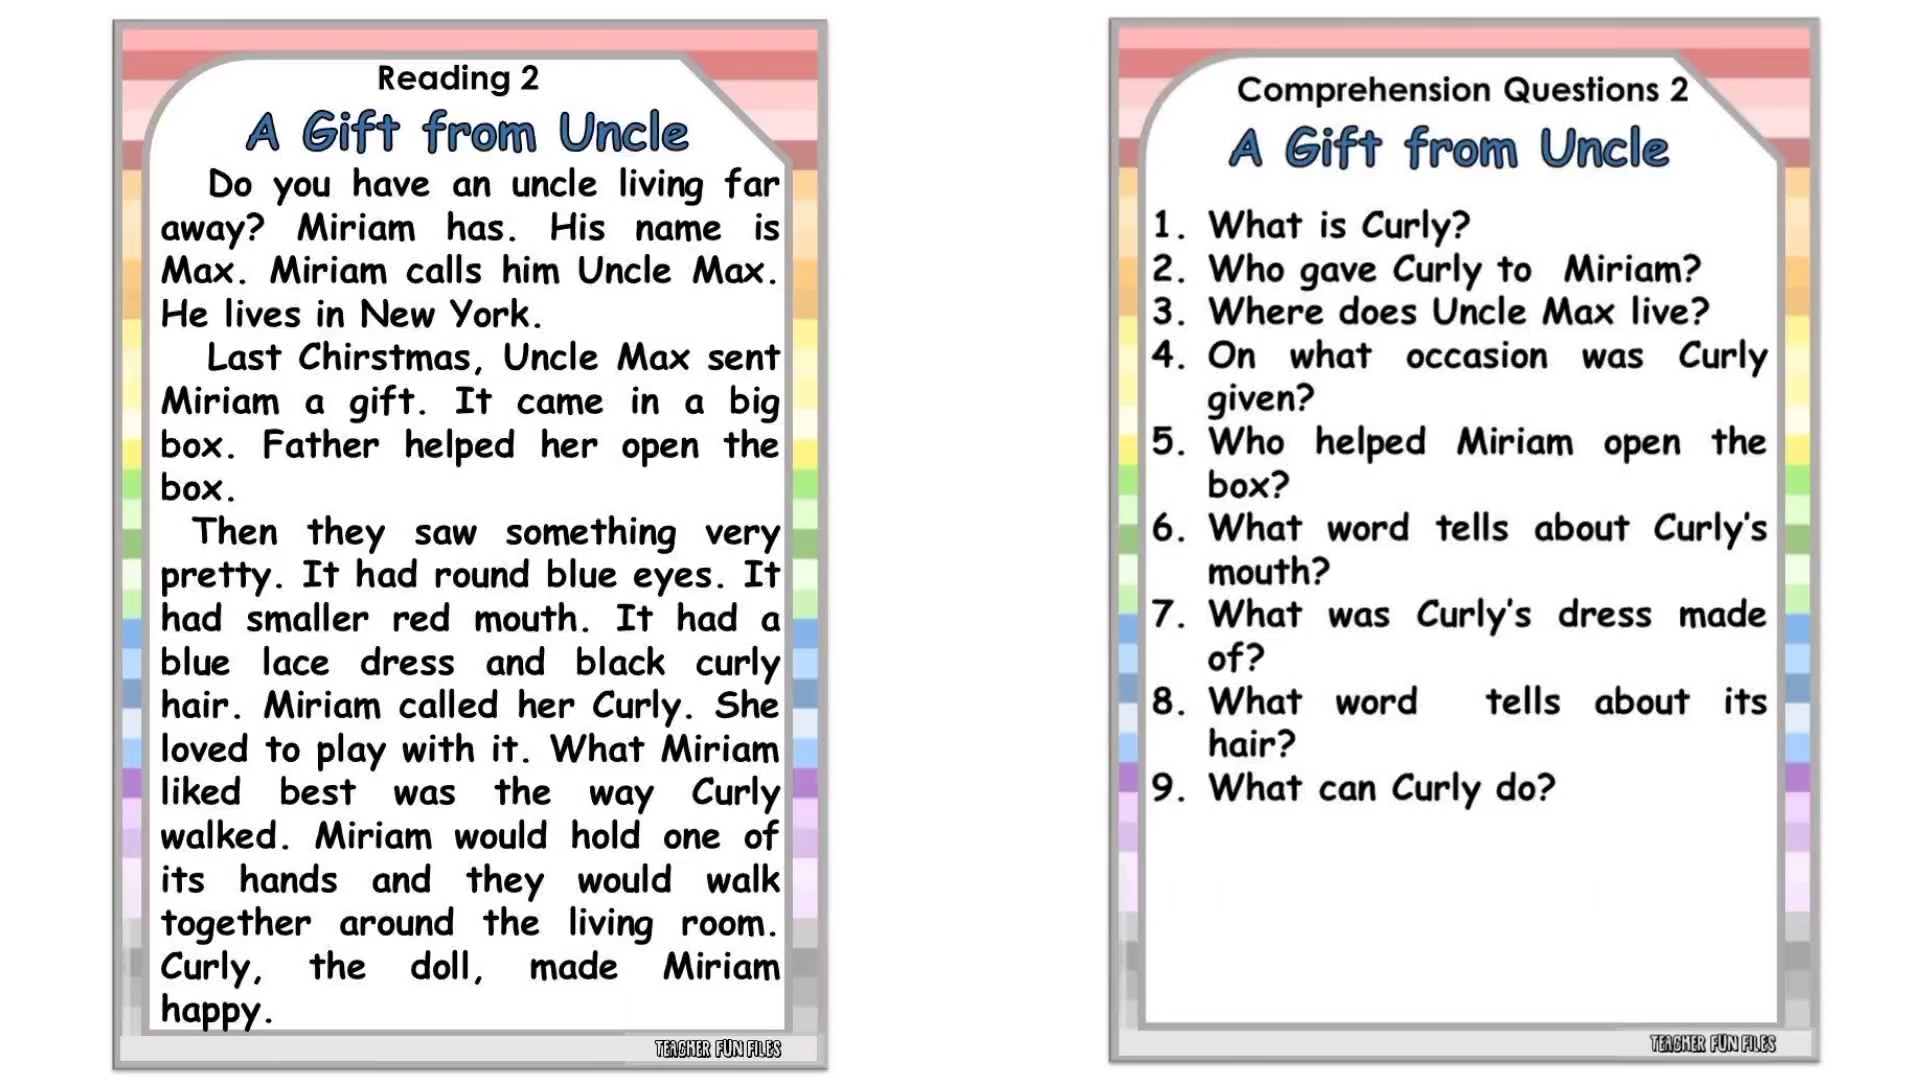 Reading 2
A Gift from Uncle
Do you have an uncle living far
away? Miriam has. His name is
Max. Miriam calls him Uncle Max.
He lives in New York.
Last Chirstmas, Uncle Max sent
Miriam a gift. It came in a big
box. Father helped her open the
box.
Then they saw something very
pretty. It had round blue eyes. It
had smaller red mouth. It had a
blue lace dress and black curly
hair. Miriam called her Curly. She
loved to play with it. What Miriam
liked best was the way Curly
walked. Miriam would hold one of
its hands and they would walk
together around the living room.
Curly, the doll, made Miriam
happy.
TEACHER FUN FILES
Comprehension Questions 2
A Gift from Uncle
1. What is Curly?
2. Who gave Curly to Miriam?
3. Where does Uncle Max live?
4. On what occasion was Curly
given?
5. Who helped Miriam open the
box?
6. What word tells about Curly's
mouth?
7. What was Curly's dress made
of?
8. What word tells about its
hair?
9. What can Curly do?
TEACHER FUN FILES